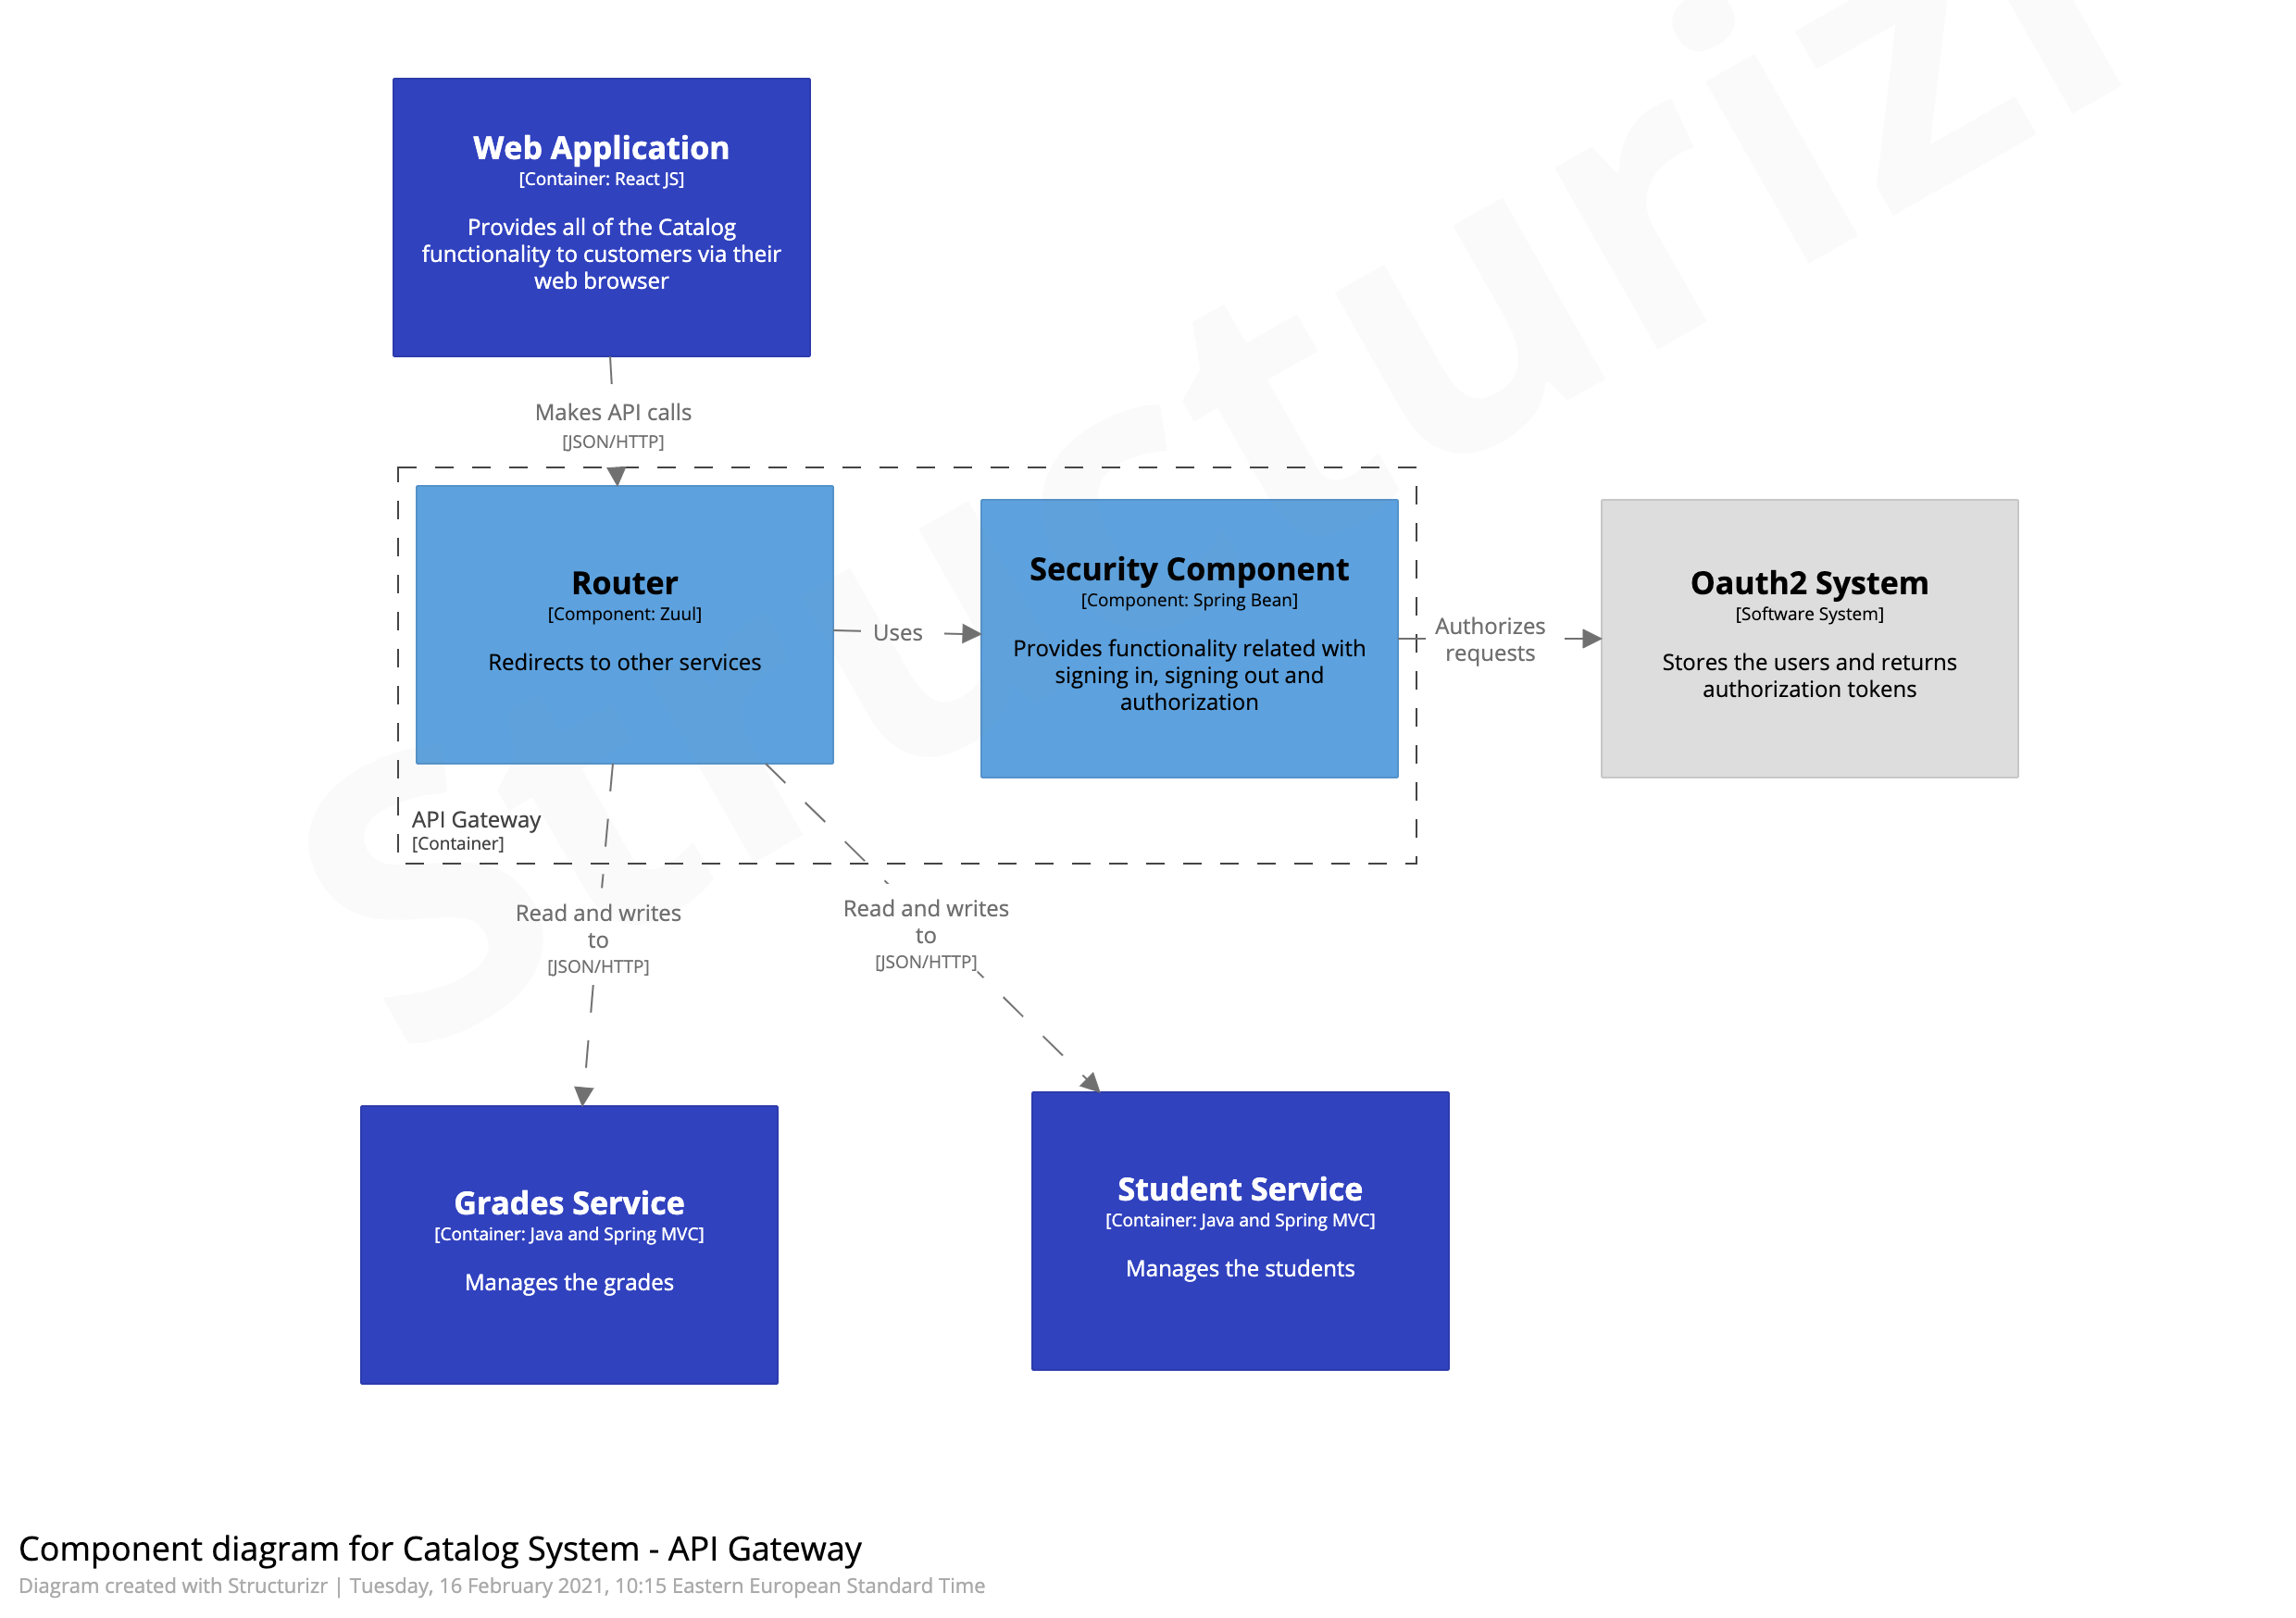 Web Application
[Container: React JS]
Provides all of the Catalog
functionality to customers via their
web browser
Makes API calls
[JSON/HTTP]
Router
[Component: Zuul]
Redirects to other services
Uses
Security Component
[Component: Spring Bean]
Provides functionality related with
signing in, signing out and
authorization
Authorizes
requests
Oauth2 System
[Software System]
Stores the users and returns
authorization tokens
API Gateway
[Container]
Read and writes
to
[JSON/HTTP]
Read and writes
to
[JSON/HTTP]
Grades Service
[Container: Java and Spring MVC]
Manages the grades
Student Service
[Container: Java and Spring MVC]
Manages the students
Component diagram for Catalog System - API Gateway
Diagram created with Structurizr | Tuesday, 16 February 2021, 10:15 Eastern European Standard Time
Structurizr